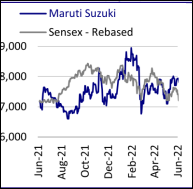 Maruti Suzuki
Sensex - Rebased
9,000
8,000
7,000
6,000
Jun-21
Aug-21
Oct-21
Dec-21
Feb-22
Apr-22
Jun-22